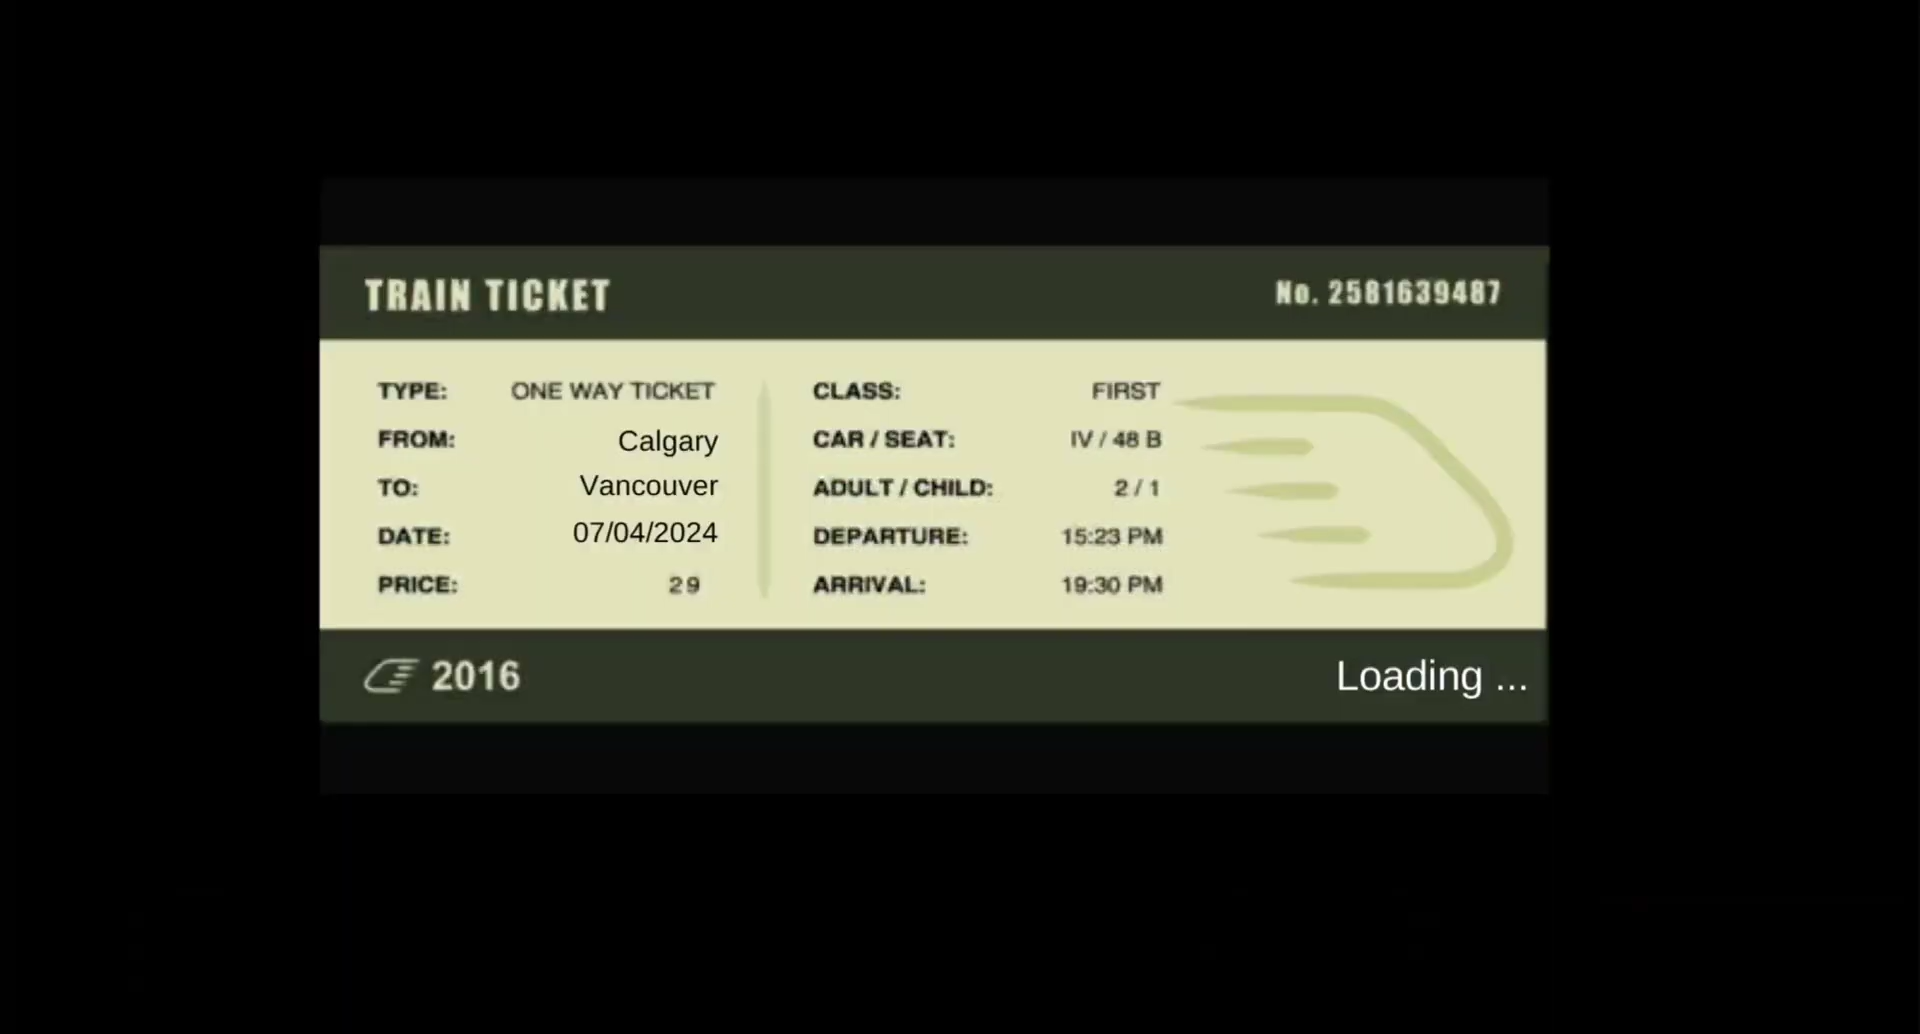 TRAIN TICKET No. 2581639487
TYPE: ONE WAY TICKET CLASS: FIRST
FROM: Calgary CAR / SEAT: IV / 48 B
TO: Vancouver ADULT / CHILD: 2 / 1
DATE: 07/04/2024 DEPARTURE: 15:23 PM
PRICE: 29 ARRIVAL: 19:30 PM
2016 Loading ...